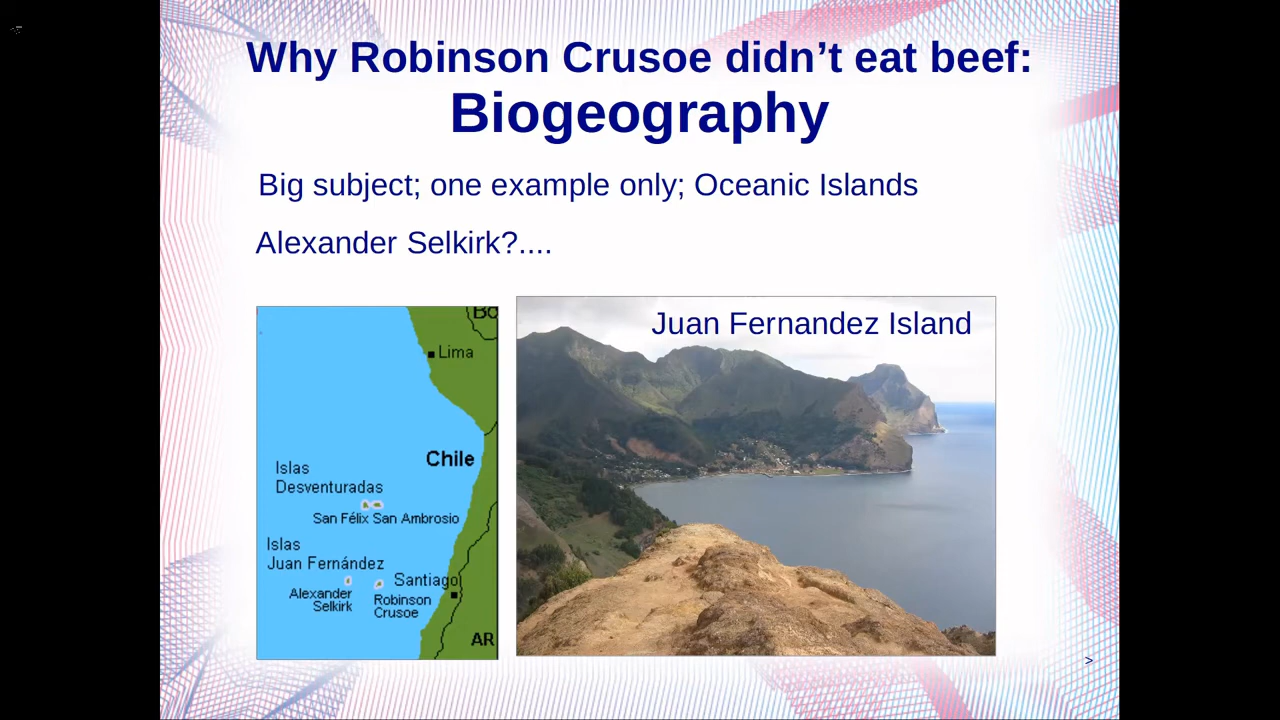 Why Robinson Crusoe didn’t eat beef:
Biogeography
Big subject; one example only; Oceanic Islands
Alexander Selkirk?....
Juan Fernandez Island
Bo
Lima
Chile
Islas
Desventuradas
San Félix San Ambrosio
Islas
Juan Fernández
Santiago
Alexander
Selkirk
Robinson
Crusoe
AR
>